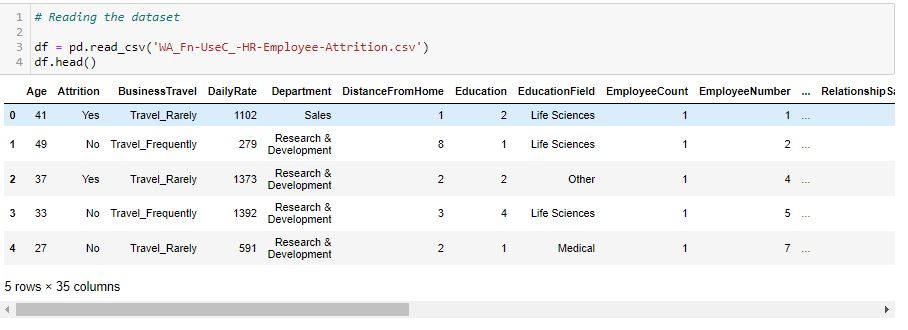 1 # Reading the dataset
2
3 df = pd.read_csv('WA_Fn-UseC_-HR-Employee-Attrition.csv')
4 df.head()
Age Attrition BusinessTravel DailyRate Department DistanceFromHome Education EducationField EmployeeCount EmployeeNumber ... RelationshipSa
0 41 Yes Travel_Rarely 1102 Sales 1 2 Life Sciences 1 1 ...
1 49 No Travel_Frequently 279 Research & Development 8 1 Life Sciences 1 2 ...
2 37 Yes Travel_Rarely 1373 Research & Development 2 2 Other 1 4 ...
3 33 No Travel_Frequently 1392 Research & Development 3 4 Life Sciences 1 5 ...
4 27 No Travel_Rarely 591 Research & Development 2 1 Medical 1 7 ...
5 rows × 35 columns